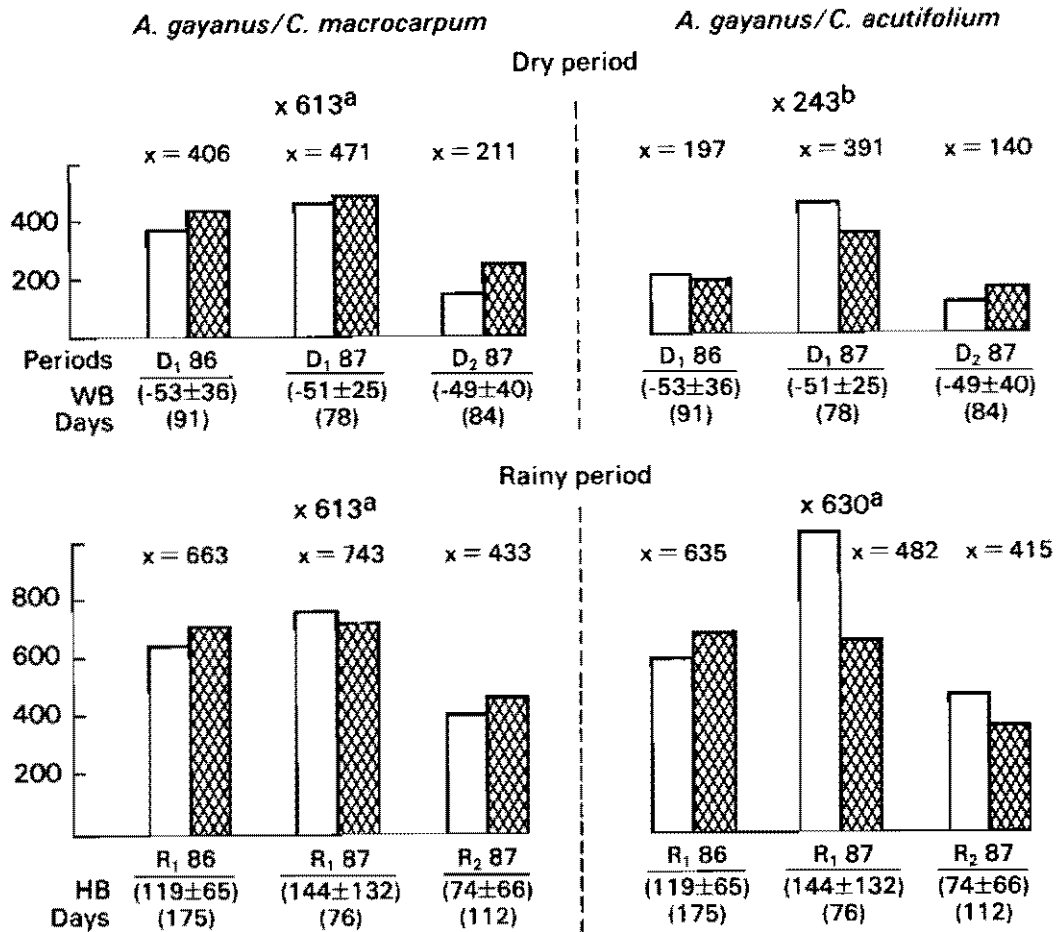 A. gayanus/C. macrocarpum A. gayanus/C. acutifolium
Dry period
x 613a x 243b
x = 406 x = 471 x = 211 x = 197 x = 391 x = 140
400
200
Periods D1 86 D1 87 D2 87 D1 86 D1 87 D2 87
WB (-53±36) (-51±25) (-49±40) (-53±36) (-51±25) (-49±40)
Days (91) (78) (84) (91) (78) (84)
Rainy period
x 613a x 630a
x = 663 x = 743 x = 433 x = 635 x = 482 x = 415
800
600
400
200
R1 86 R1 87 R2 87 R1 86 R1 87 R2 87
HB (119±65) (144±132) (74±66) (119±65) (144±132) (74±66)
Days (175) (76) (112) (175) (76) (112)